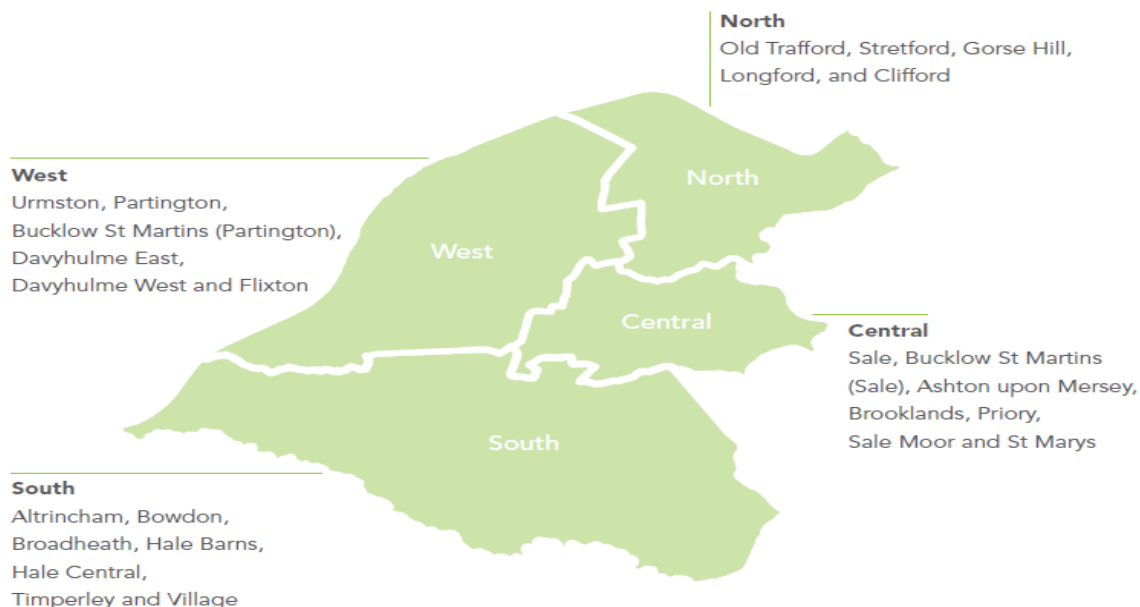 North
Old Trafford, Stretford, Gorse Hill,
Longford, and Clifford
West
Urmston, Partington,
Bucklow St Martins (Partington),
Davyhulme East,
Davyhulme West and Flixton
North
West
Central
South
Central
Sale, Bucklow St Martins
(Sale), Ashton upon Mersey,
Brooklands, Priory,
Sale Moor and St Marys
South
Altrincham, Bowdon,
Broadheath, Hale Barns,
Hale Central,
Timperley and Village